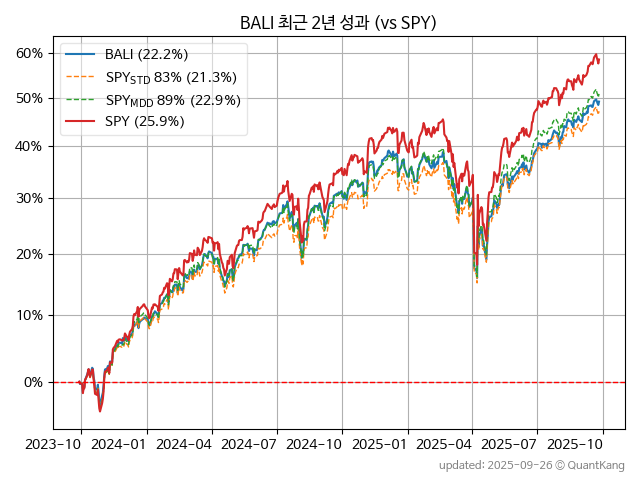 BALI 최근 2년 성과 (vs SPY)
BALI (22.2%)
SPY_STD 83% (21.3%)
SPY_MDD 89% (22.9%)
SPY (25.9%)
60%
50%
40%
30%
20%
10%
0%
2023-10 2024-01 2024-04 2024-07 2024-10 2025-01 2025-04 2025-07 2025-10
updated: 2025-09-26 © QuantKang